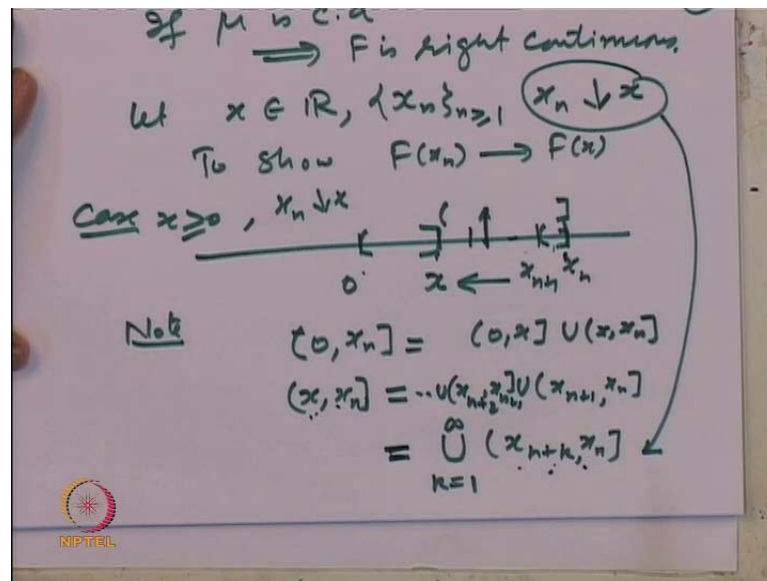 If μ is c.a
⟹ F is right continuous.
Let x ∈ ℝ, {xₙ}ₙ≥₁ xₙ ↓ x
To show F(xₙ) ⟶ F(x)
Case x ≥ 0, xₙ ↓ x
0 x ⟵ xₙ₊₁ xₙ
Note (0, xₙ] = (0, x] ∪ (x, xₙ]
(x, xₙ] = ..∪(xₙ₊₂, xₙ₊₁]∪(xₙ₊₁, xₙ]
= ∞∪k=1 (xₙ₊ₖ, xₙ]
NPTEL